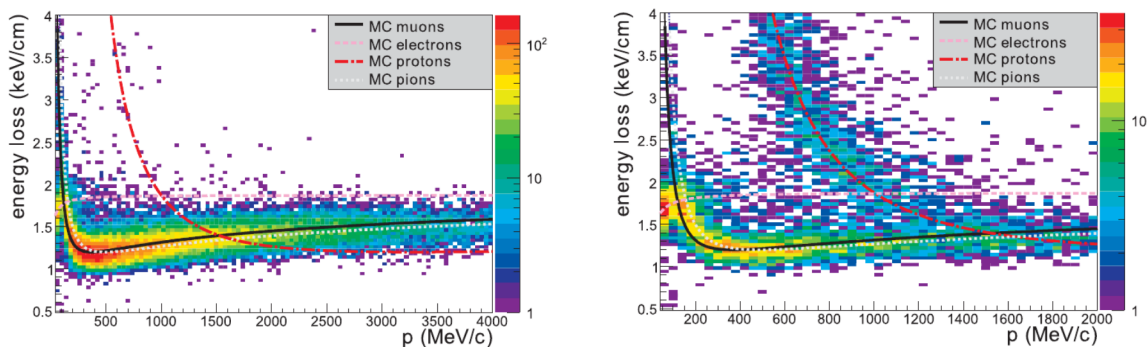 energy loss (keV/cm)
4
3.5
3
2.5
2
1.5
1
0.5
MC muons
MC electrons
MC protons
MC pions
10²
10
1
500 1000 1500 2000 2500 3000 3500 4000
p (MeV/c)
energy loss (keV/cm)
4
3.5
3
2.5
2
1.5
1
0.5
MC muons
MC electrons
MC protons
MC pions
10
1
200 400 600 800 1000 1200 1400 1600 1800 2000
p (MeV/c)